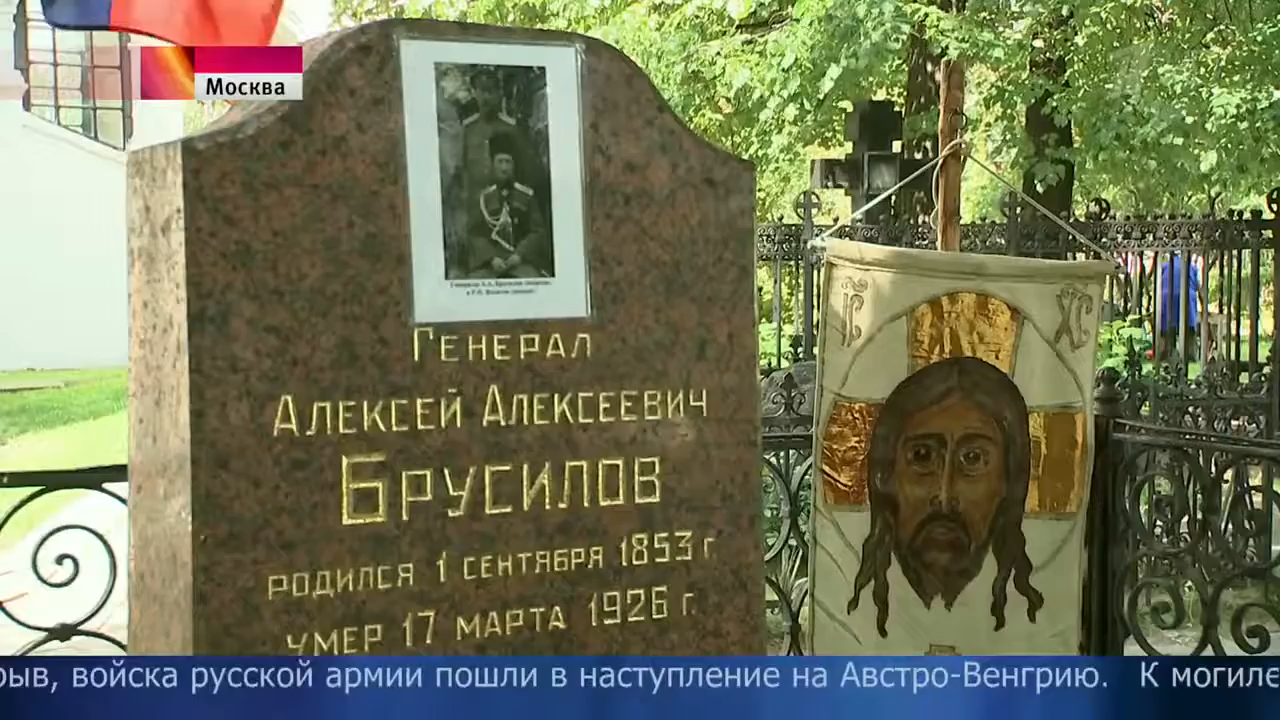 Москва
Генерал
Алексей Алексеевич
Брусилов
родился 1 сентября 1853 г.
умер 17 марта 1926 г.
IC
XC
рыв, войска русской армии пошли в наступление на Австро-Венгрию. К могиле